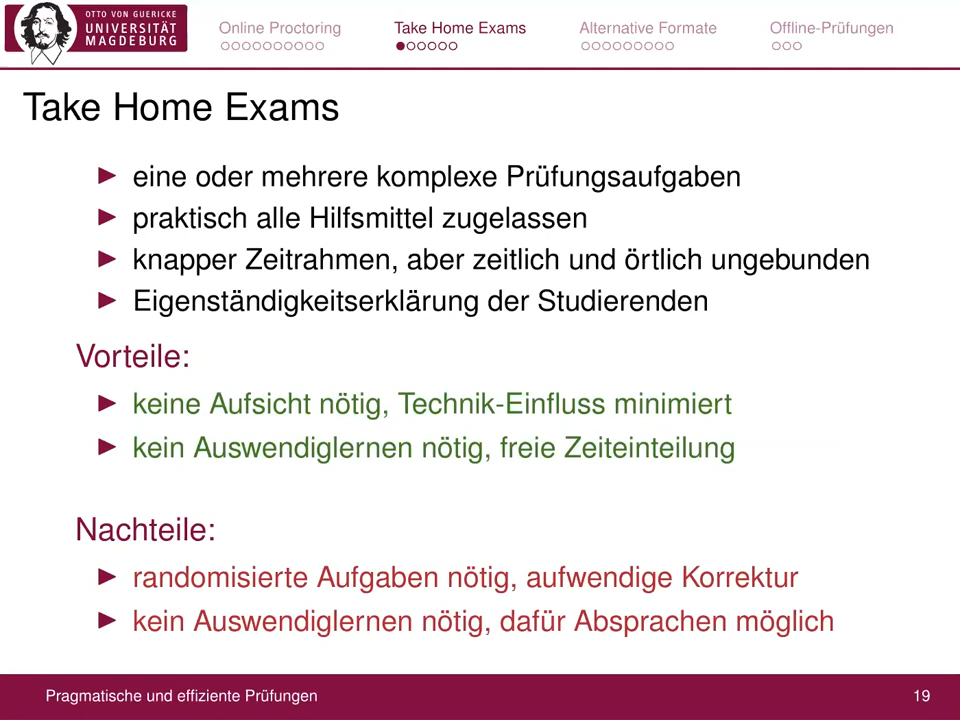 OTTO VON GUERICKE
UNIVERSITÄT
MAGDEBURG
Online Proctoring
Take Home Exams
Alternative Formate
Offline-Prüfungen
Take Home Exams
eine oder mehrere komplexe Prüfungsaufgaben
praktisch alle Hilfsmittel zugelassen
knapper Zeitrahmen, aber zeitlich und örtlich ungebunden
Eigenständigkeitserklärung der Studierenden
Vorteile:
keine Aufsicht nötig, Technik-Einfluss minimiert
kein Auswendiglernen nötig, freie Zeiteinteilung
Nachteile:
randomisierte Aufgaben nötig, aufwendige Korrektur
kein Auswendiglernen nötig, dafür Absprachen möglich
Pragmatische und effiziente Prüfungen
19